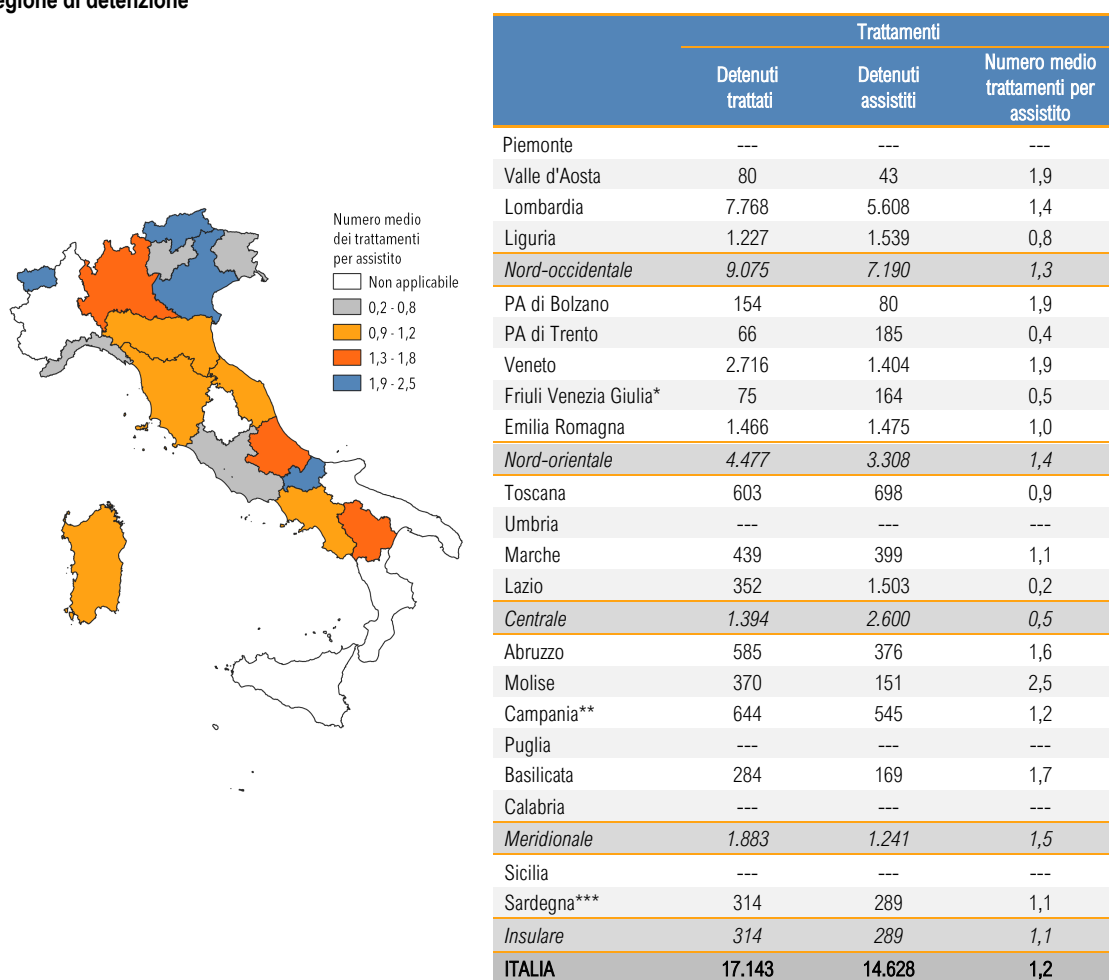 egione di detenzione
Numero medio
dei trattamenti
per assistito
Non applicabile
0,2 - 0,8
0,9 - 1,2
1,3 - 1,8
1,9 - 2,5
Trattamenti
Detenuti trattati Detenuti assistiti Numero medio trattamenti per assistito
Piemonte --- --- ---
Valle d'Aosta 80 43 1,9
Lombardia 7.768 5.608 1,4
Liguria 1.227 1.539 0,8
Nord-occidentale 9.075 7.190 1,3
PA di Bolzano 154 80 1,9
PA di Trento 66 185 0,4
Veneto 2.716 1.404 1,9
Friuli Venezia Giulia* 75 164 0,5
Emilia Romagna 1.466 1.475 1,0
Nord-orientale 4.477 3.308 1,4
Toscana 603 698 0,9
Umbria --- --- ---
Marche 439 399 1,1
Lazio 352 1.503 0,2
Centrale 1.394 2.600 0,5
Abruzzo 585 376 1,6
Molise 370 151 2,5
Campania** 644 545 1,2
Puglia --- --- ---
Basilicata 284 169 1,7
Calabria --- --- ---
Meridionale 1.883 1.241 1,5
Sicilia --- --- ---
Sardegna*** 314 289 1,1
Insulare 314 289 1,1
ITALIA 17.143 14.628 1,2